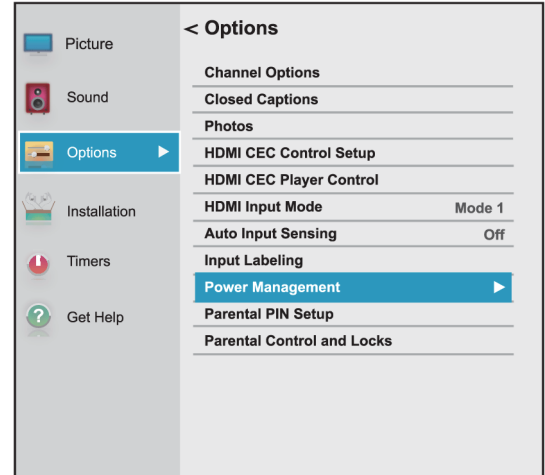 Picture
Sound
Options
Installation
Timers
Get Help
< Options
Channel Options
Closed Captions
Photos
HDMI CEC Control Setup
HDMI CEC Player Control
HDMI Input Mode Mode 1
Auto Input Sensing Off
Input Labeling
Power Management
Parental PIN Setup
Parental Control and Locks